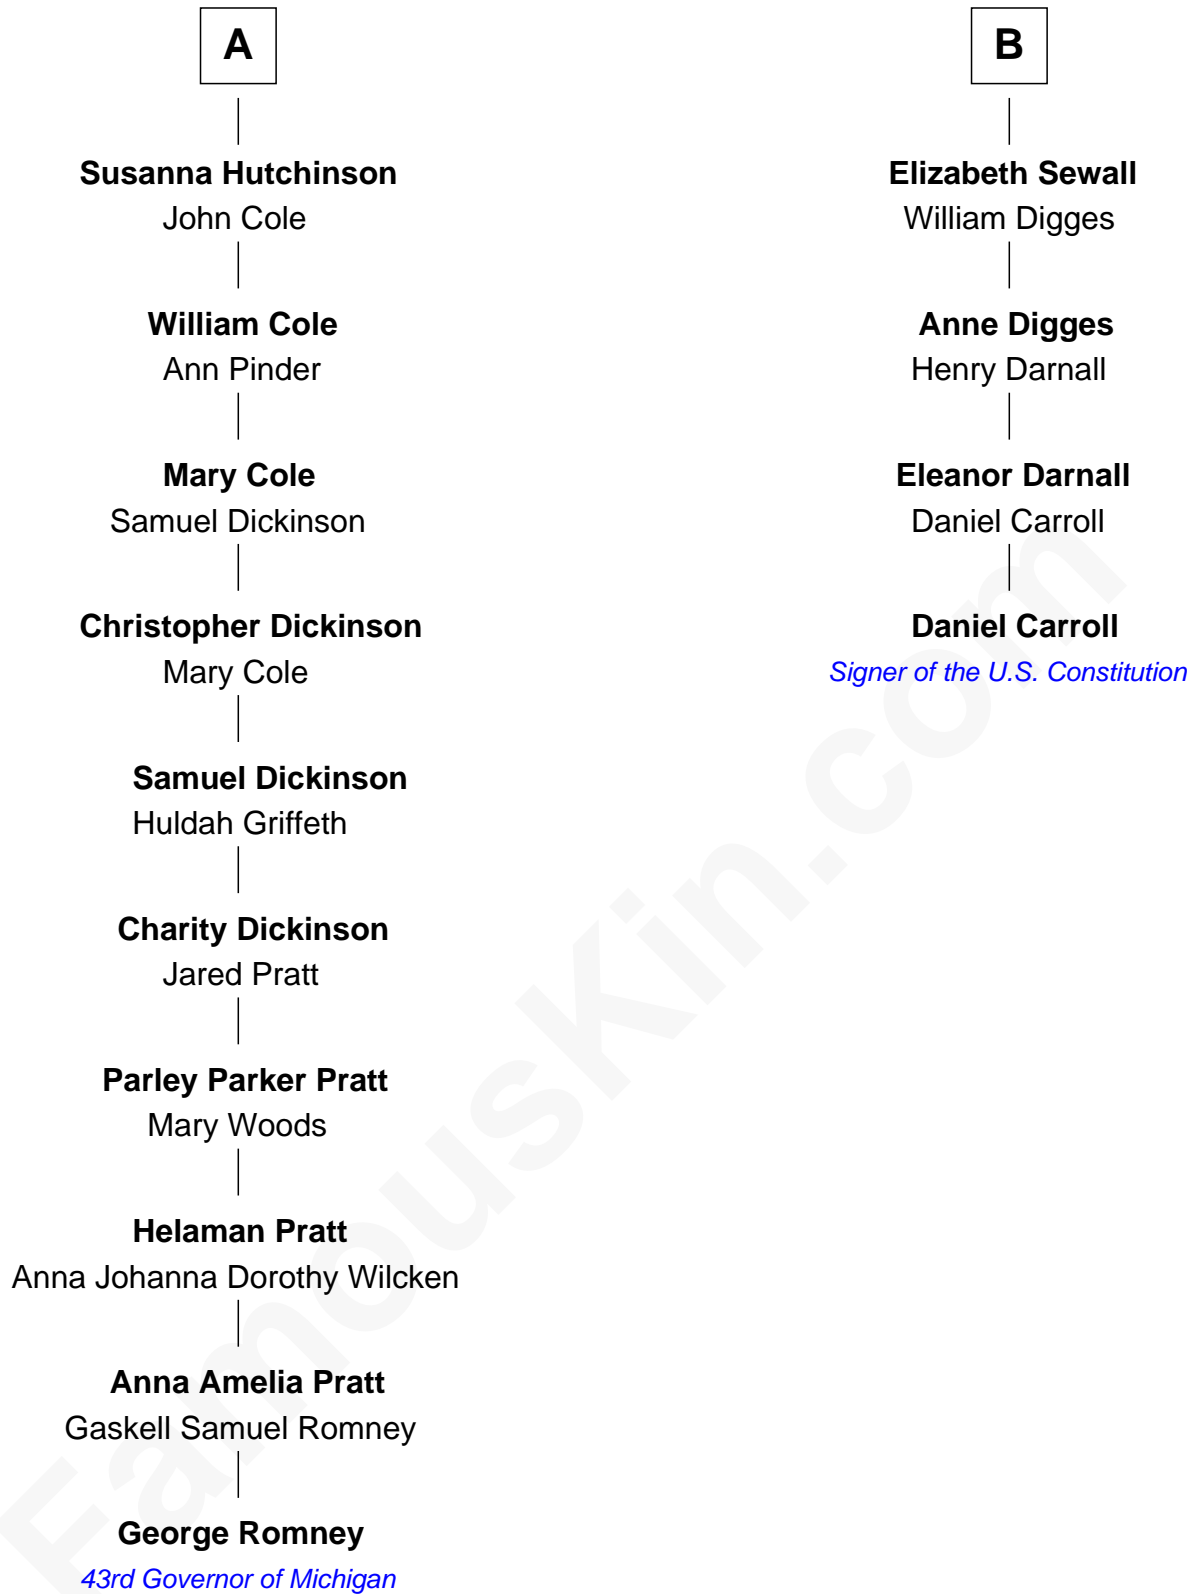 A
Susanna Hutchinson
John Cole
William Cole
Ann Pinder
Mary Cole
Samuel Dickinson
Christopher Dickinson
Mary Cole
Samuel Dickinson
Huldah Griffeth
Charity Dickinson
Jared Pratt
Parley Parker Pratt
Mary Woods
Helaman Pratt
Anna Johanna Dorothy Wilcken
Anna Amelia Pratt
Gaskell Samuel Romney
George Romney
43rd Governor of Michigan
B
Elizabeth Sewall
William Digges
Anne Digges
Henry Darnall
Eleanor Darnall
Daniel Carroll
Daniel Carroll
Signer of the U.S. Constitution
FamousKin.com